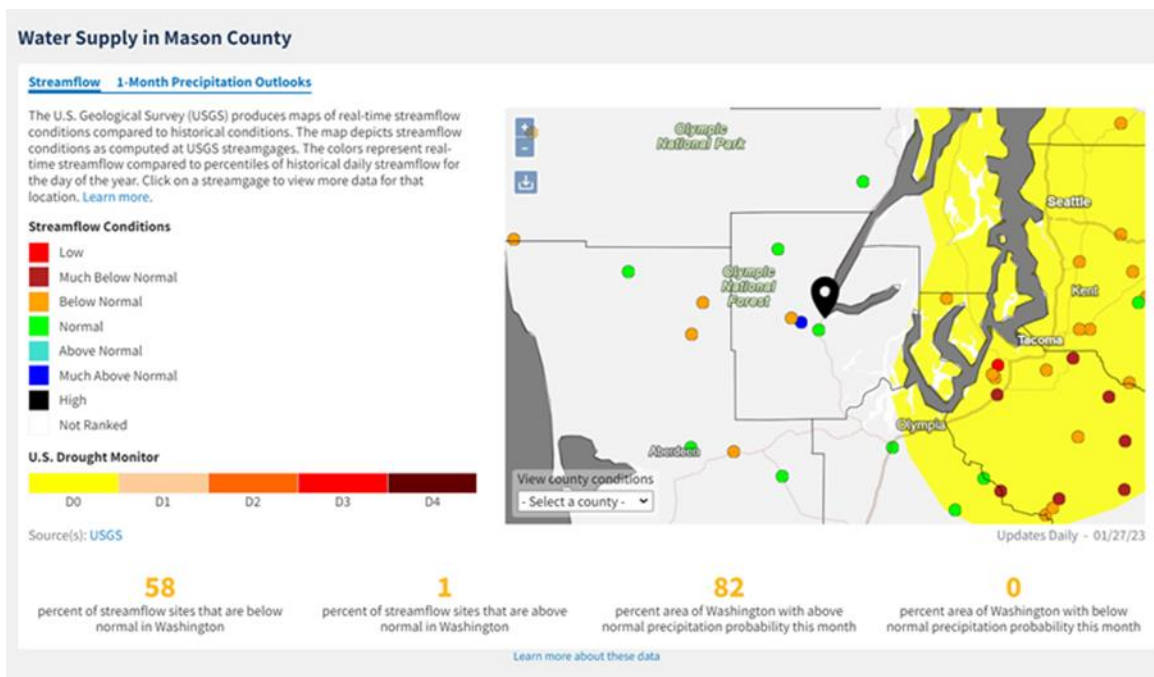 Water Supply in Mason County
Streamflow 1-Month Precipitation Outlooks
The U.S. Geological Survey (USGS) produces maps of real-time streamflow
conditions compared to historical conditions. The map depicts streamflow
conditions as computed at USGS streamgages. The colors represent real-
time streamflow compared to percentiles of historical daily streamflow for
the day of the year. Click on a streamgage to view more data for that
location. Learn more.
Streamflow Conditions
Low
Much Below Normal
Below Normal
Normal
Above Normal
Much Above Normal
High
Not Ranked
U.S. Drought Monitor
D0 D1 D2 D3 D4
Source(s): USGS
+
-
Olympic
National Park
Seattle
Olympic
National
Forest
Kent
Tacoma
Olympia
Aberdeen
View county conditions
- Select a county -
Updates Daily - 01/27/23
58
percent of streamflow sites that are below
normal in Washington
1
percent of streamflow sites that are above
normal in Washington
82
percent area of Washington with above
normal precipitation probability this month
0
percent area of Washington with below
normal precipitation probability this month
Learn more about these data